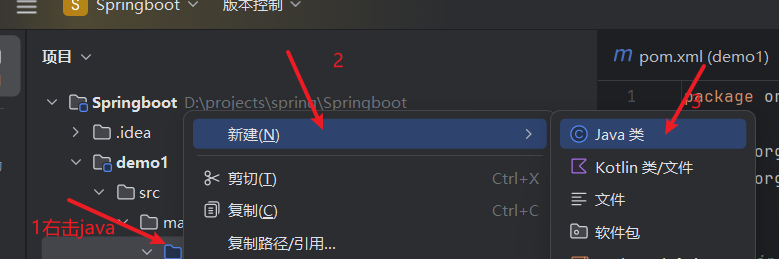 S Springboot 版本控制
项目
2
m pom.xml (demo1)
Springboot D:\projects\spring\Springboot
1 package or
3
.idea
新建(N)
Java 类
demo1
Kotlin 类/文件
org
src
剪切(T) Ctrl+X
文件
org
1右击java
ma
复制(C) Ctrl+C
软件包
复制路径/引用...